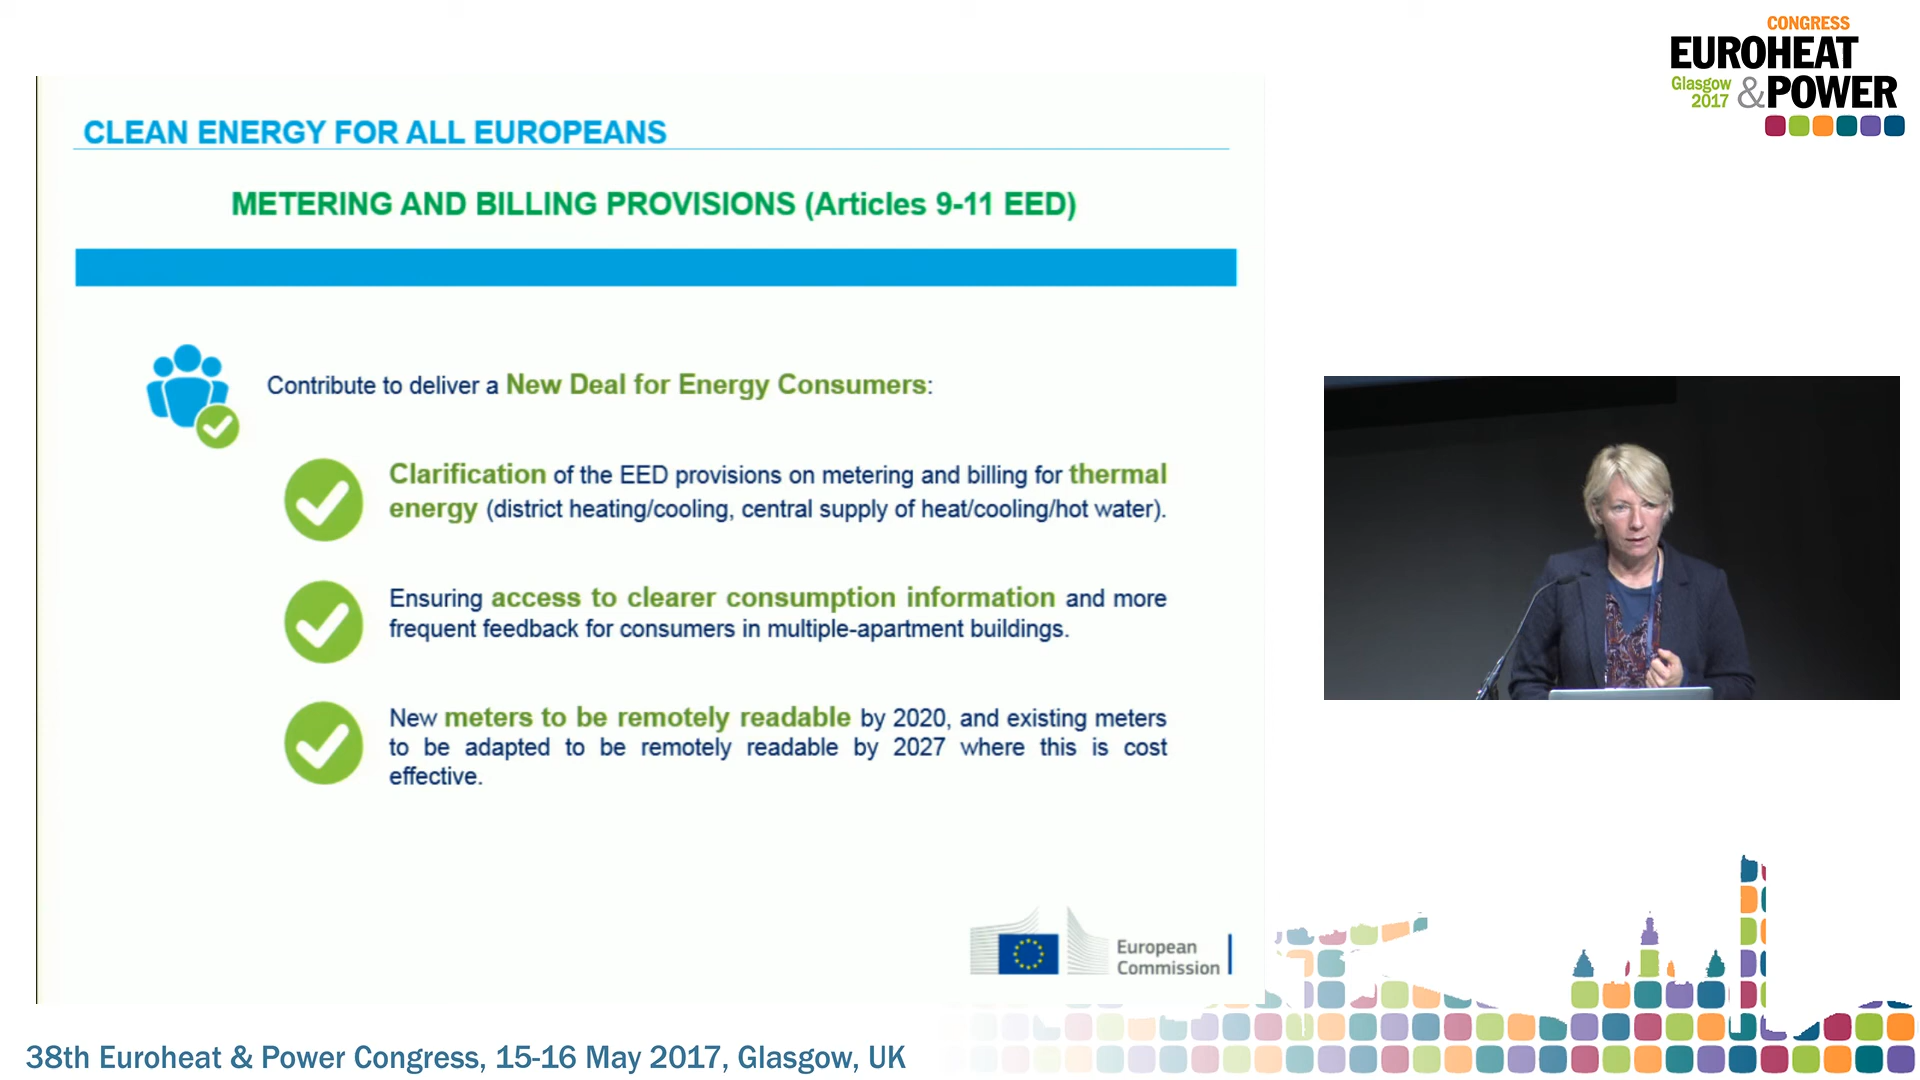 CONGRESS
EUROHEAT
Glasgow
2017
&POWER
CLEAN ENERGY FOR ALL EUROPEANS
METERING AND BILLING PROVISIONS (Articles 9-11 EED)
Contribute to deliver a New Deal for Energy Consumers:
Clarification of the EED provisions on metering and billing for thermal
energy (district heating/cooling, central supply of heat/cooling/hot water).
Ensuring access to clearer consumption information and more
frequent feedback for consumers in multiple-apartment buildings.
New meters to be remotely readable by 2020, and existing meters
to be adapted to be remotely readable by 2027 where this is cost
effective.
European
Commission
38th Euroheat & Power Congress, 15-16 May 2017, Glasgow, UK